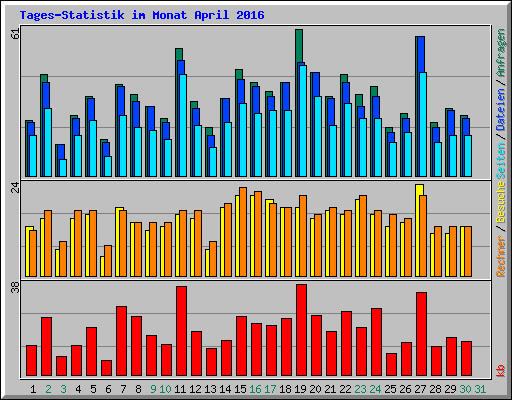 Tages-Statistik im Monat April 2016
61
Seiten / Dateien / Anfragen
24
Rechner / Besuche
38
kb
1 2 3 4 5 6 7 8 9 10 11 12 13 14 15 16 17 18 19 20 21 22 23 24 25 26 27 28 29 30 31